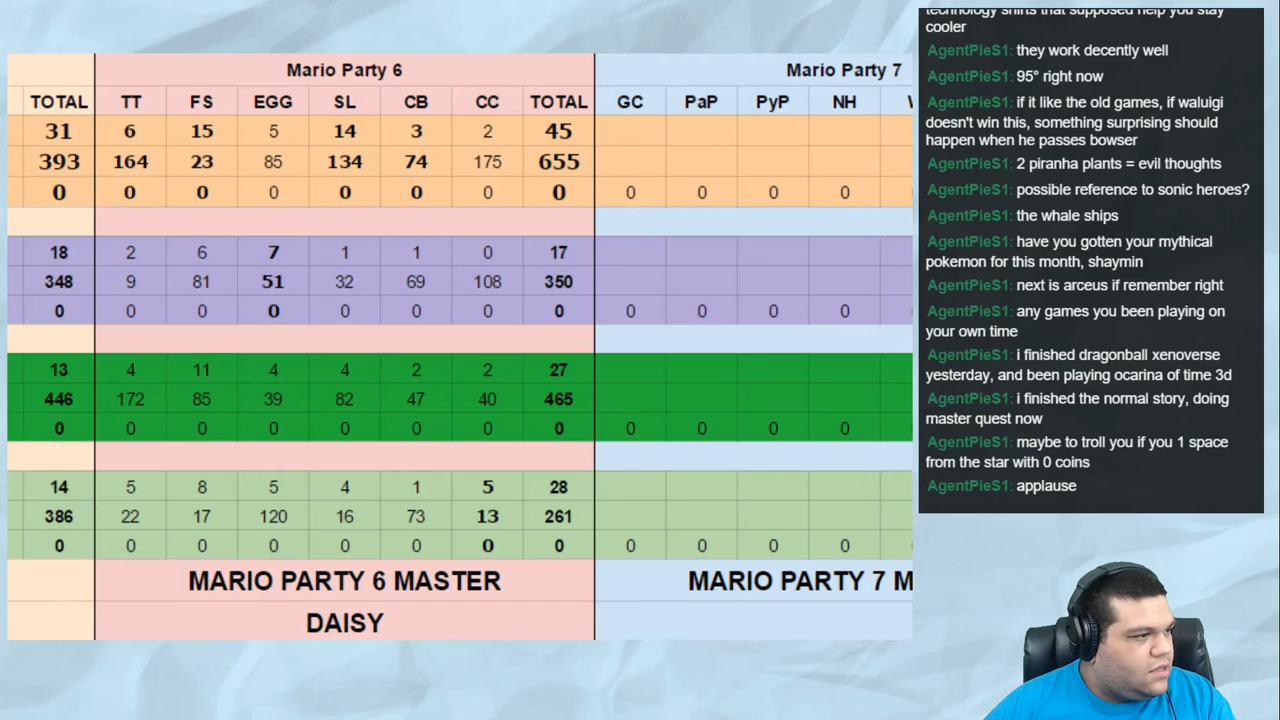 Mario Party 6 Mario Party 7
TOTAL TT FS EGG SL CB CC TOTAL GC PaP PyP NH
31 6 15 5 14 3 2 45
393 164 23 85 134 74 175 655
0 0 0 0 0 0 0 0 0 0 0 0
18 2 6 7 1 1 0 17
348 9 81 51 32 69 108 350
0 0 0 0 0 0 0 0 0 0 0 0
13 4 11 4 4 2 2 27
446 172 85 39 82 47 40 465
0 0 0 0 0 0 0 0 0 0 0 0
14 5 8 5 4 1 5 28
386 22 17 120 16 73 13 261
0 0 0 0 0 0 0 0 0 0 0 0
MARIO PARTY 6 MASTER MARIO PARTY 7 M
DAISY
technology shirts that supposed help you stay
cooler
AgentPieS1: they work decently well
AgentPieS1: 95° right now
AgentPieS1: if it like the old games, if waluigi
doesn't win this, something surprising should
happen when he passes bowser
AgentPieS1: 2 piranha plants = evil thoughts
AgentPieS1: possible reference to sonic heroes?
AgentPieS1: the whale ships
AgentPieS1: have you gotten your mythical
pokemon for this month, shaymin
AgentPieS1: next is arceus if remember right
AgentPieS1: any games you been playing on
your own time
AgentPieS1: i finished dragonball xenoverse
yesterday, and been playing ocarina of time 3d
AgentPieS1: i finished the normal story, doing
master quest now
AgentPieS1: maybe to troll you if you 1 space
from the star with 0 coins
AgentPieS1: applause